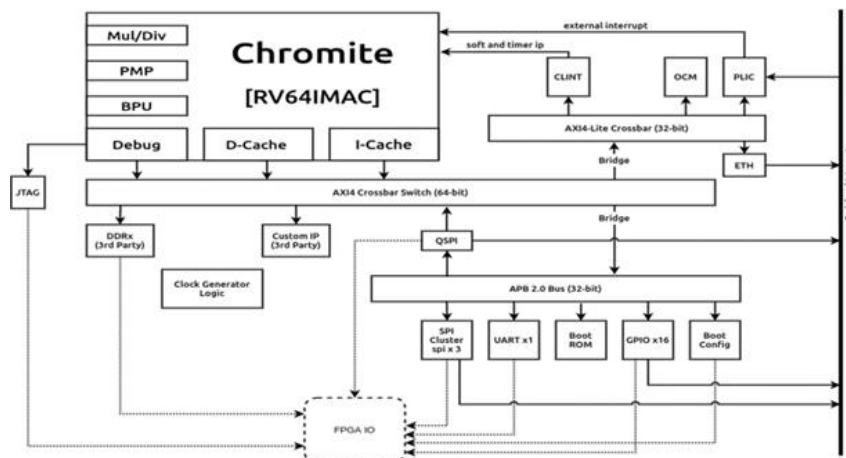 Mul/Div
PMP
BPU
Chromite
[RV64IMAC]
Debug
D-Cache
I-Cache
external interrupt
soft and timer ip
CLINT
OCM
PLIC
AXI4-Lite Crossbar (32-bit)
Bridge
ETH
JTAG
AXI4 Crossbar Switch (64-bit)
Bridge
DDRx
(3rd Party)
Custom IP
(3rd Party)
QSPI
Clock Generator
Logic
APB 2.0 Bus (32-bit)
SPI
Cluster
spi x 3
UART x1
Boot
ROM
GPIO x16
Boot
Config
FPGA IO